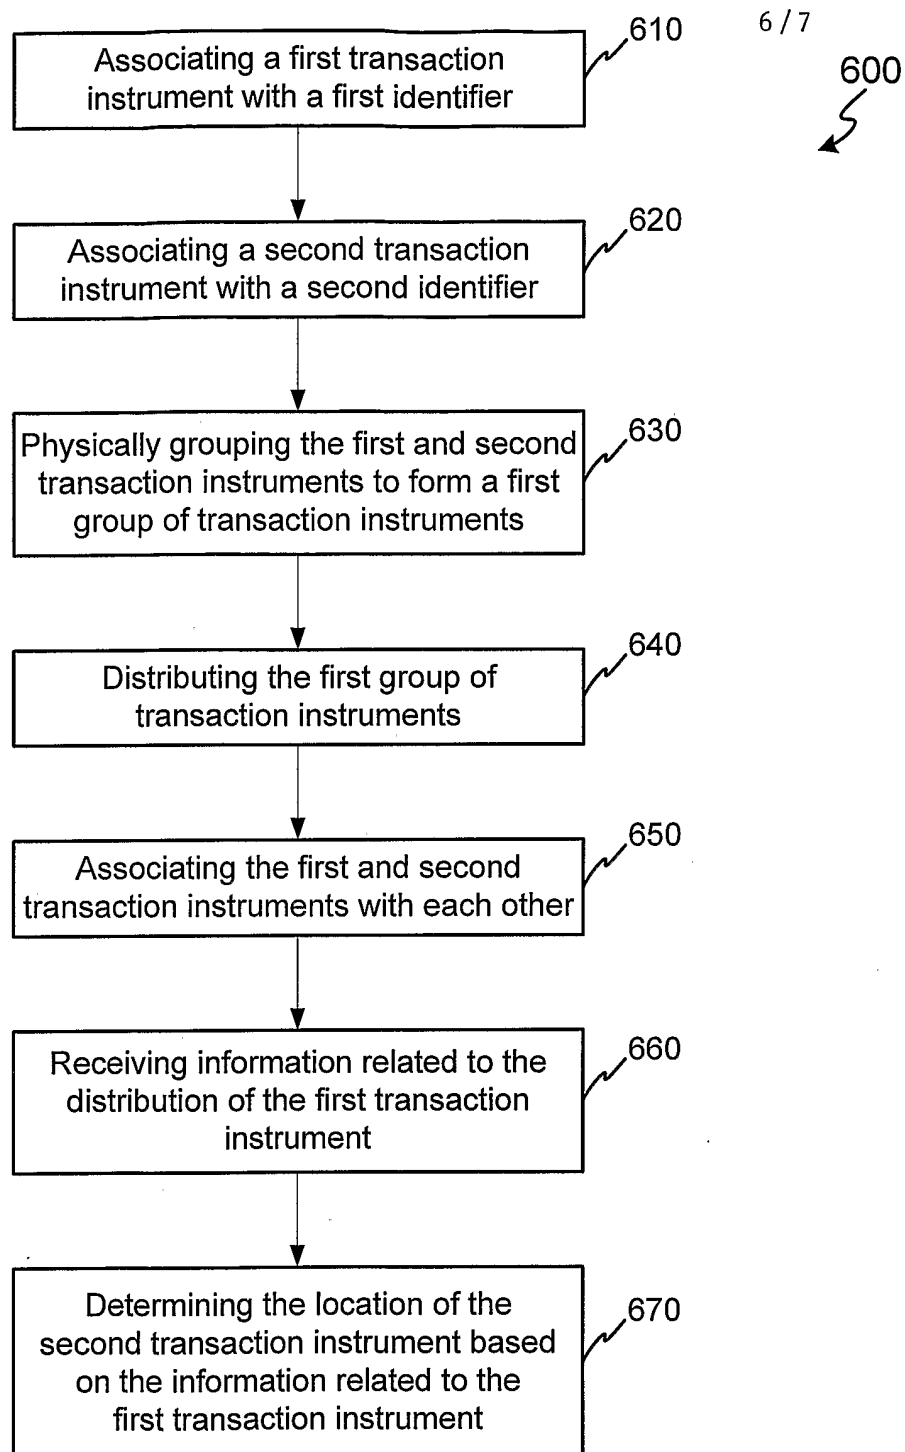 6 / 7
600
610
Associating a first transaction
instrument with a first identifier
620
Associating a second transaction
instrument with a second identifier
630
Physically grouping the first and second
transaction instruments to form a first
group of transaction instruments
640
Distributing the first group of
transaction instruments
650
Associating the first and second
transaction instruments with each other
660
Receiving information related to the
distribution of the first transaction
instrument
670
Determining the location of the
second transaction instrument based
on the information related to the
first transaction instrument